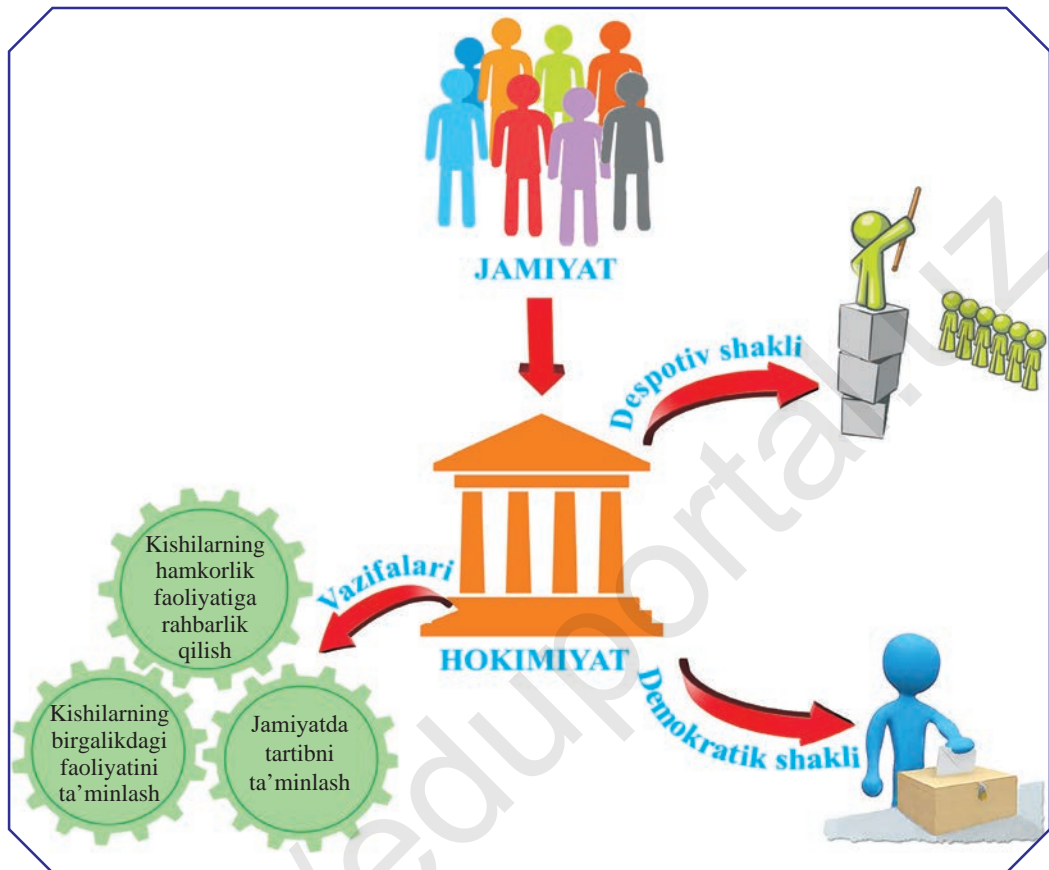 JAMIYAT
Despotiv shakli
Vazifalari
HOKIMIYAT
Demokratik shakli
Kishilarning
hamkorlik
faoliyatiga
rahbarlik
qilish
Kishilarning
birgalikdagi
faoliyatini
ta’minlash
Jamiyatda
tartibni
ta’minlash
eduportal.uz